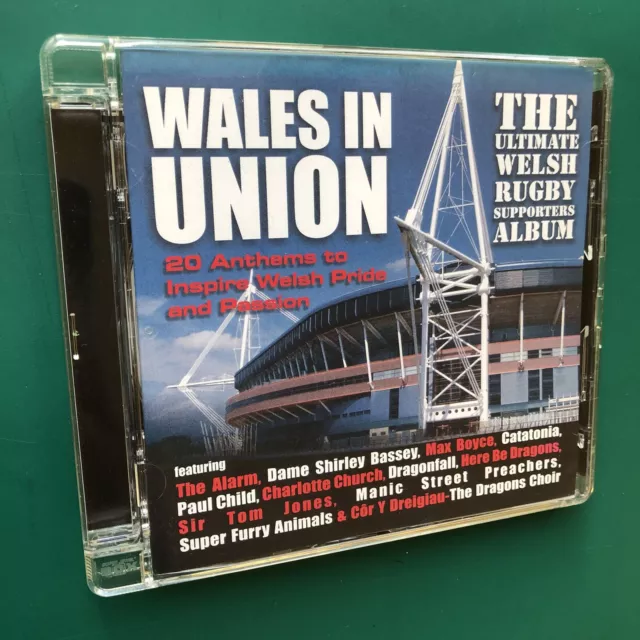 WALES IN
UNION
20 Anthems to
Inspire Welsh Pride
and Passion
THE
ULTIMATE
WELSH
RUGBY
SUPPORTERS
ALBUM
featuring
The Alarm, Dame Shirley Bassey, Max Boyce, Catatonia,
Paul Child, Charlotte Church, Dragonfall, Here Be Dragons,
Sir Tom Jones, Manic Street Preachers,
Super Furry Animals & Côr Y Dreigiau-The Dragons Choir